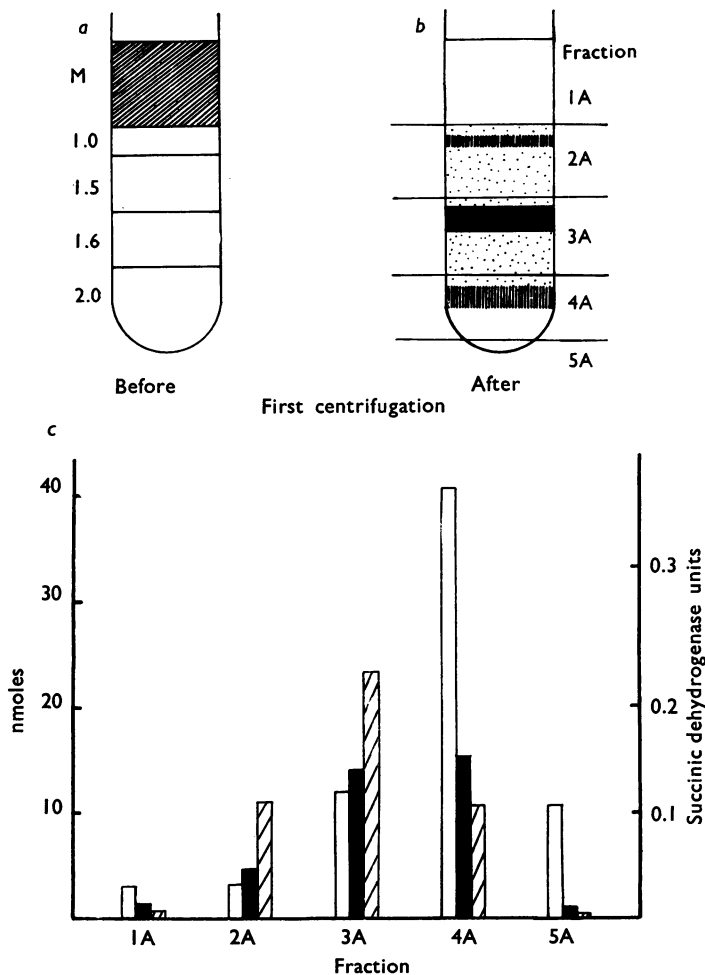 a
b
M
1.0
1.5
1.6
2.0
Fraction
1A
2A
3A
4A
5A
Before
After
First centrifugation
c
40
30
20
10
nmoles
0.3
0.2
0.1
Succinic dehydrogenase units
1A 2A 3A 4A 5A
Fraction